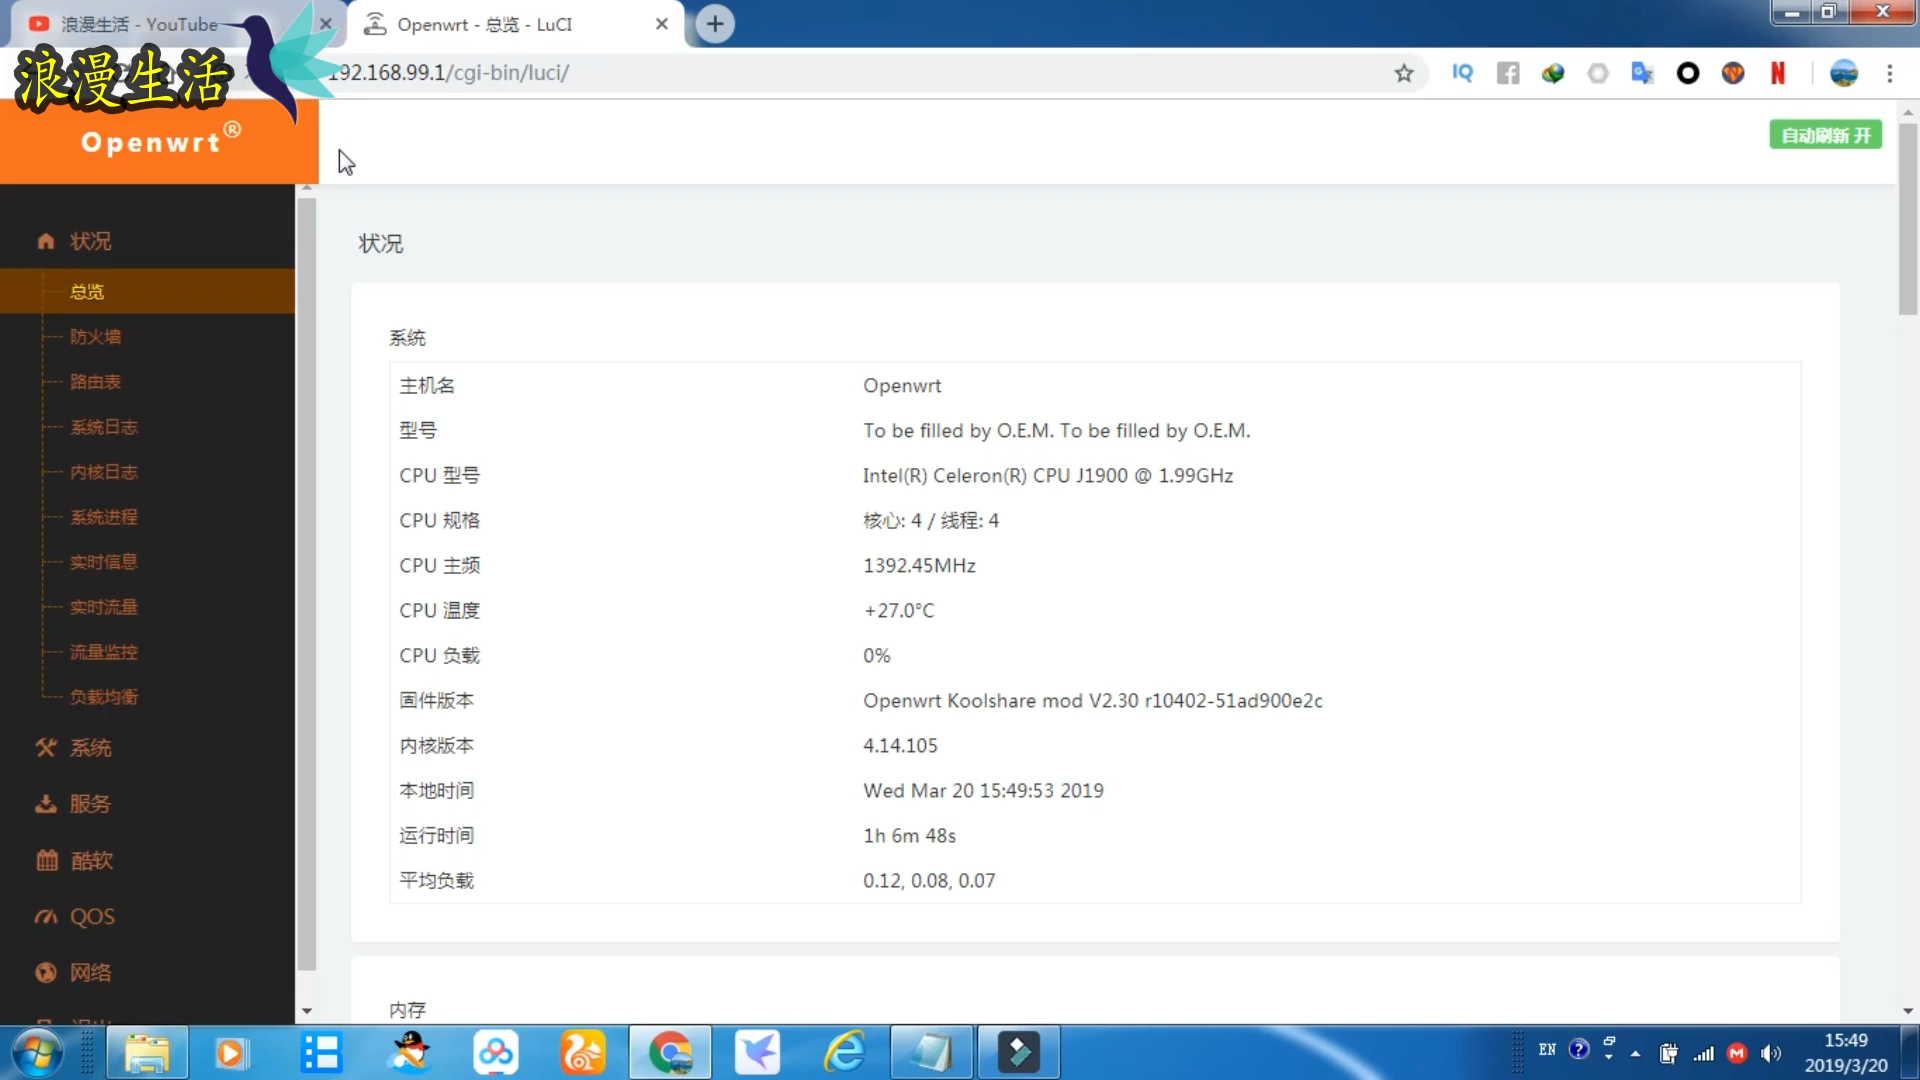 浪漫生活 - YouTube
Openwrt - 总览 - LuCI
浪漫生活
192.168.99.1/cgi-bin/luci/
IQ
Openwrt®
自动刷新 开
状况
总览
防火墙
路由表
系统日志
内核日志
系统进程
实时信息
实时流量
流量监控
负载均衡
系统
服务
酷软
QOS
网络
状况
系统
主机名 Openwrt
型号 To be filled by O.E.M. To be filled by O.E.M.
CPU 型号 Intel(R) Celeron(R) CPU J1900 @ 1.99GHz
CPU 规格 核心: 4 / 线程: 4
CPU 主频 1392.45MHz
CPU 温度 +27.0°C
CPU 负载 0%
固件版本 Openwrt Koolshare mod V2.30 r10402-51ad900e2c
内核版本 4.14.105
本地时间 Wed Mar 20 15:49:53 2019
运行时间 1h 6m 48s
平均负载 0.12, 0.08, 0.07
内存
EN
15:49
2019/3/20